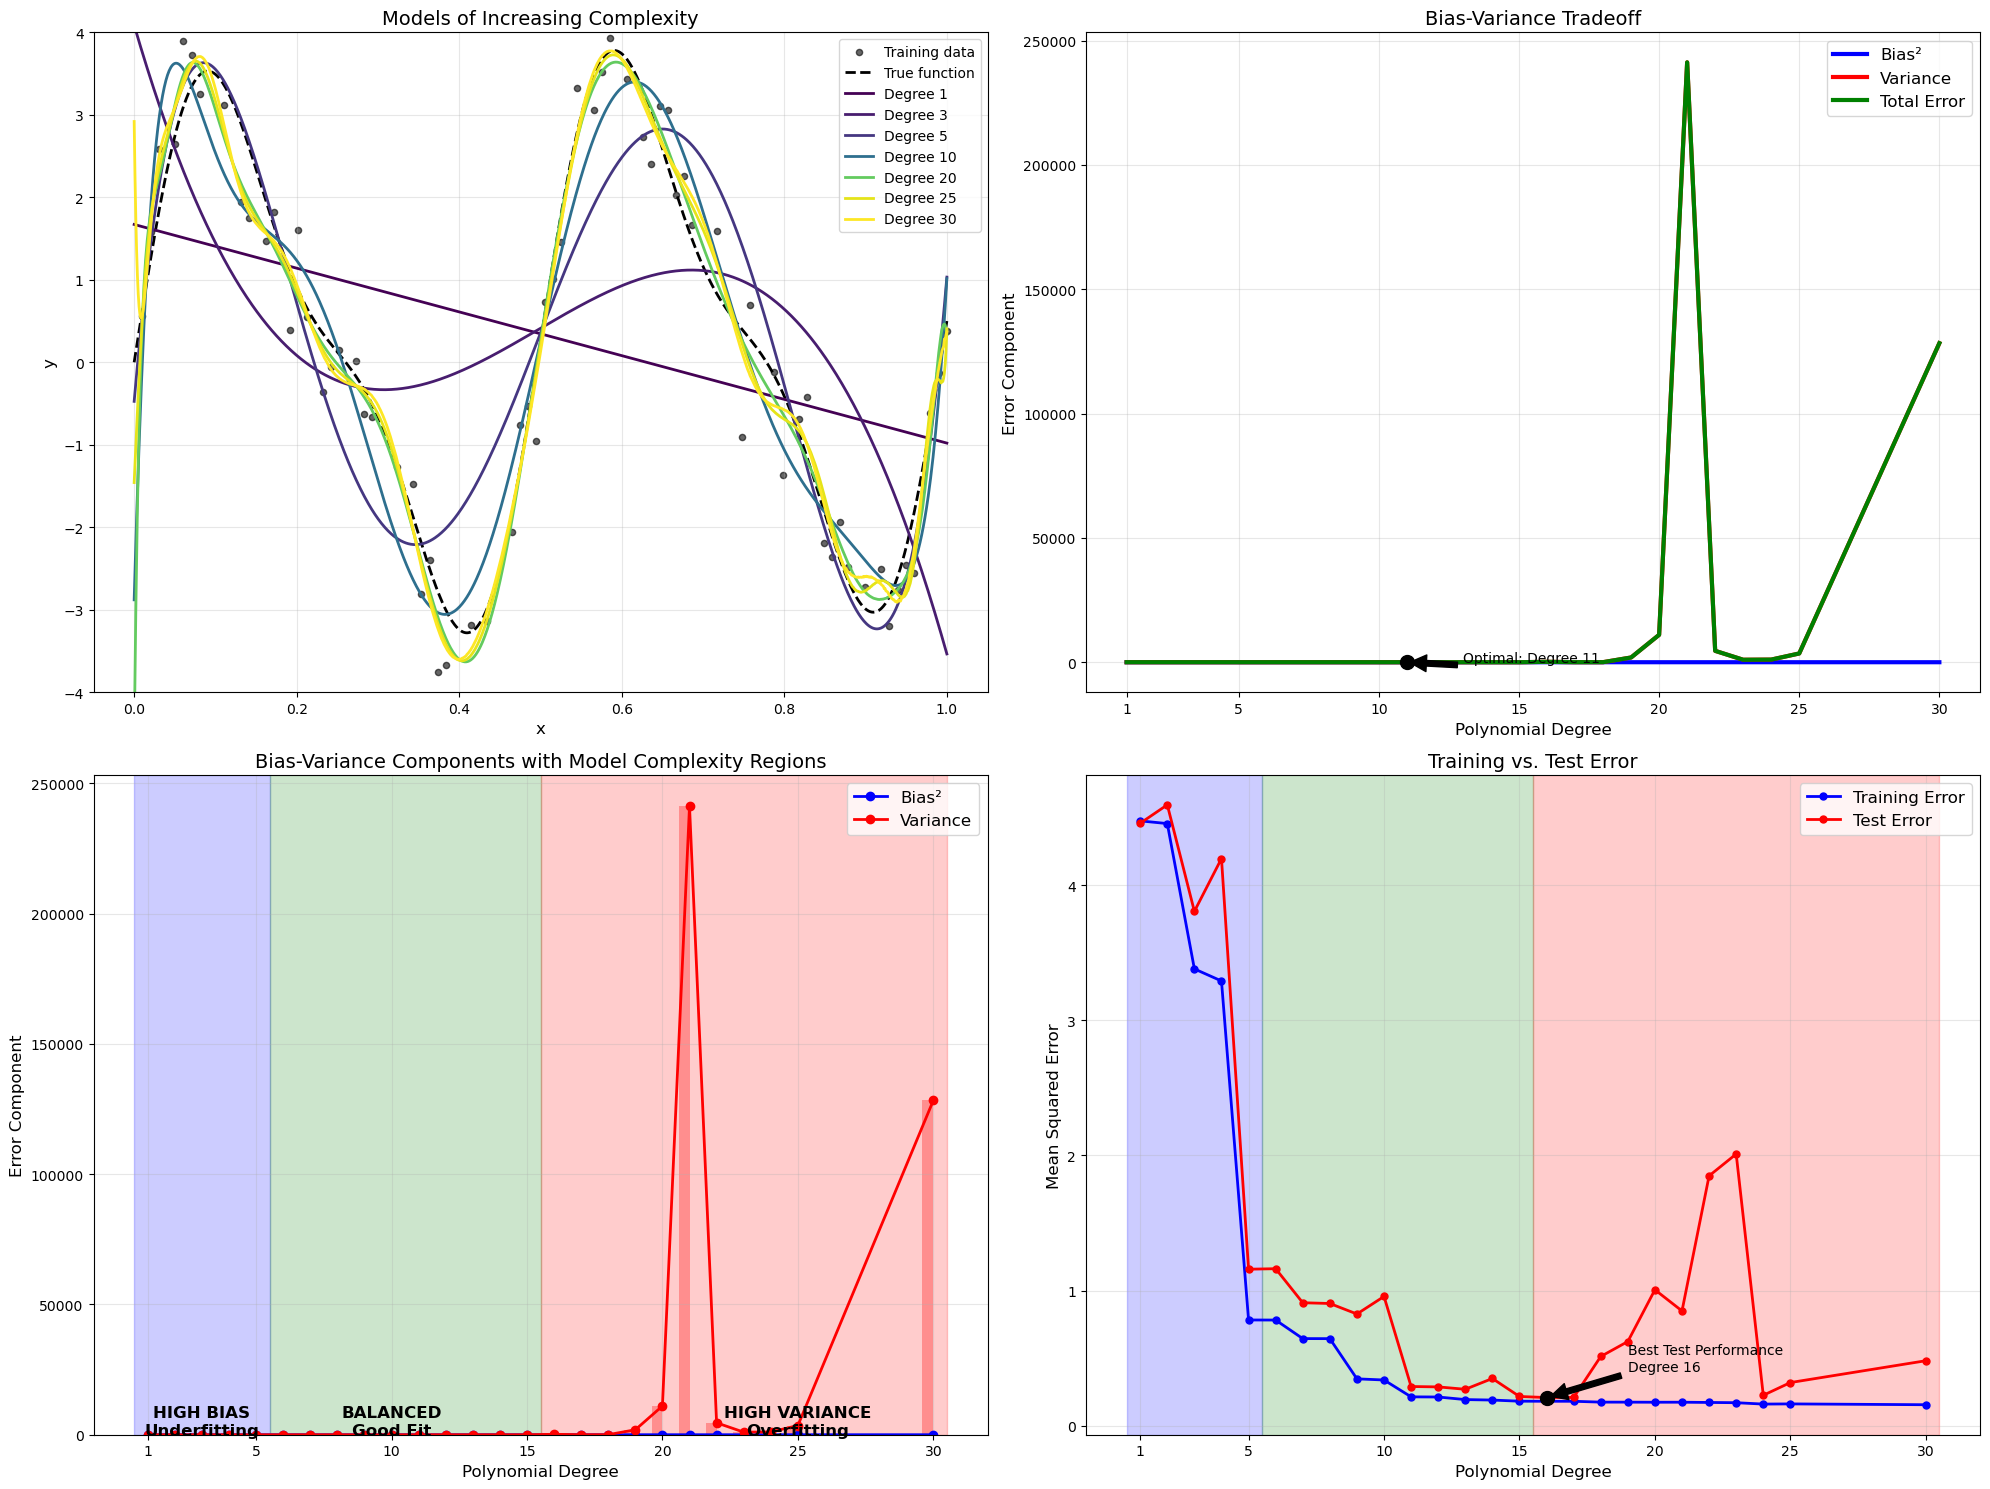 Models of Increasing Complexity
4
3
2
1
0
−1
−2
−3
−4
y
0.0
0.2
0.4
0.6
0.8
1.0
x
Training data
True function
Degree 1
Degree 3
Degree 5
Degree 10
Degree 20
Degree 25
Degree 30
Bias-Variance Tradeoff
250000
200000
150000
100000
50000
0
Error Component
1
5
10
15
20
25
30
Polynomial Degree
Bias²
Variance
Total Error
Optimal: Degree 11
Bias-Variance Components with Model Complexity Regions
250000
200000
150000
100000
50000
0
Error Component
1
5
10
15
20
25
30
Polynomial Degree
Bias²
Variance
HIGH BIAS
Underfitting
BALANCED
Good Fit
HIGH VARIANCE
Overfitting
Training vs. Test Error
4
3
2
1
0
Mean Squared Error
1
5
10
15
20
25
30
Polynomial Degree
Training Error
Test Error
Best Test Performance
Degree 16